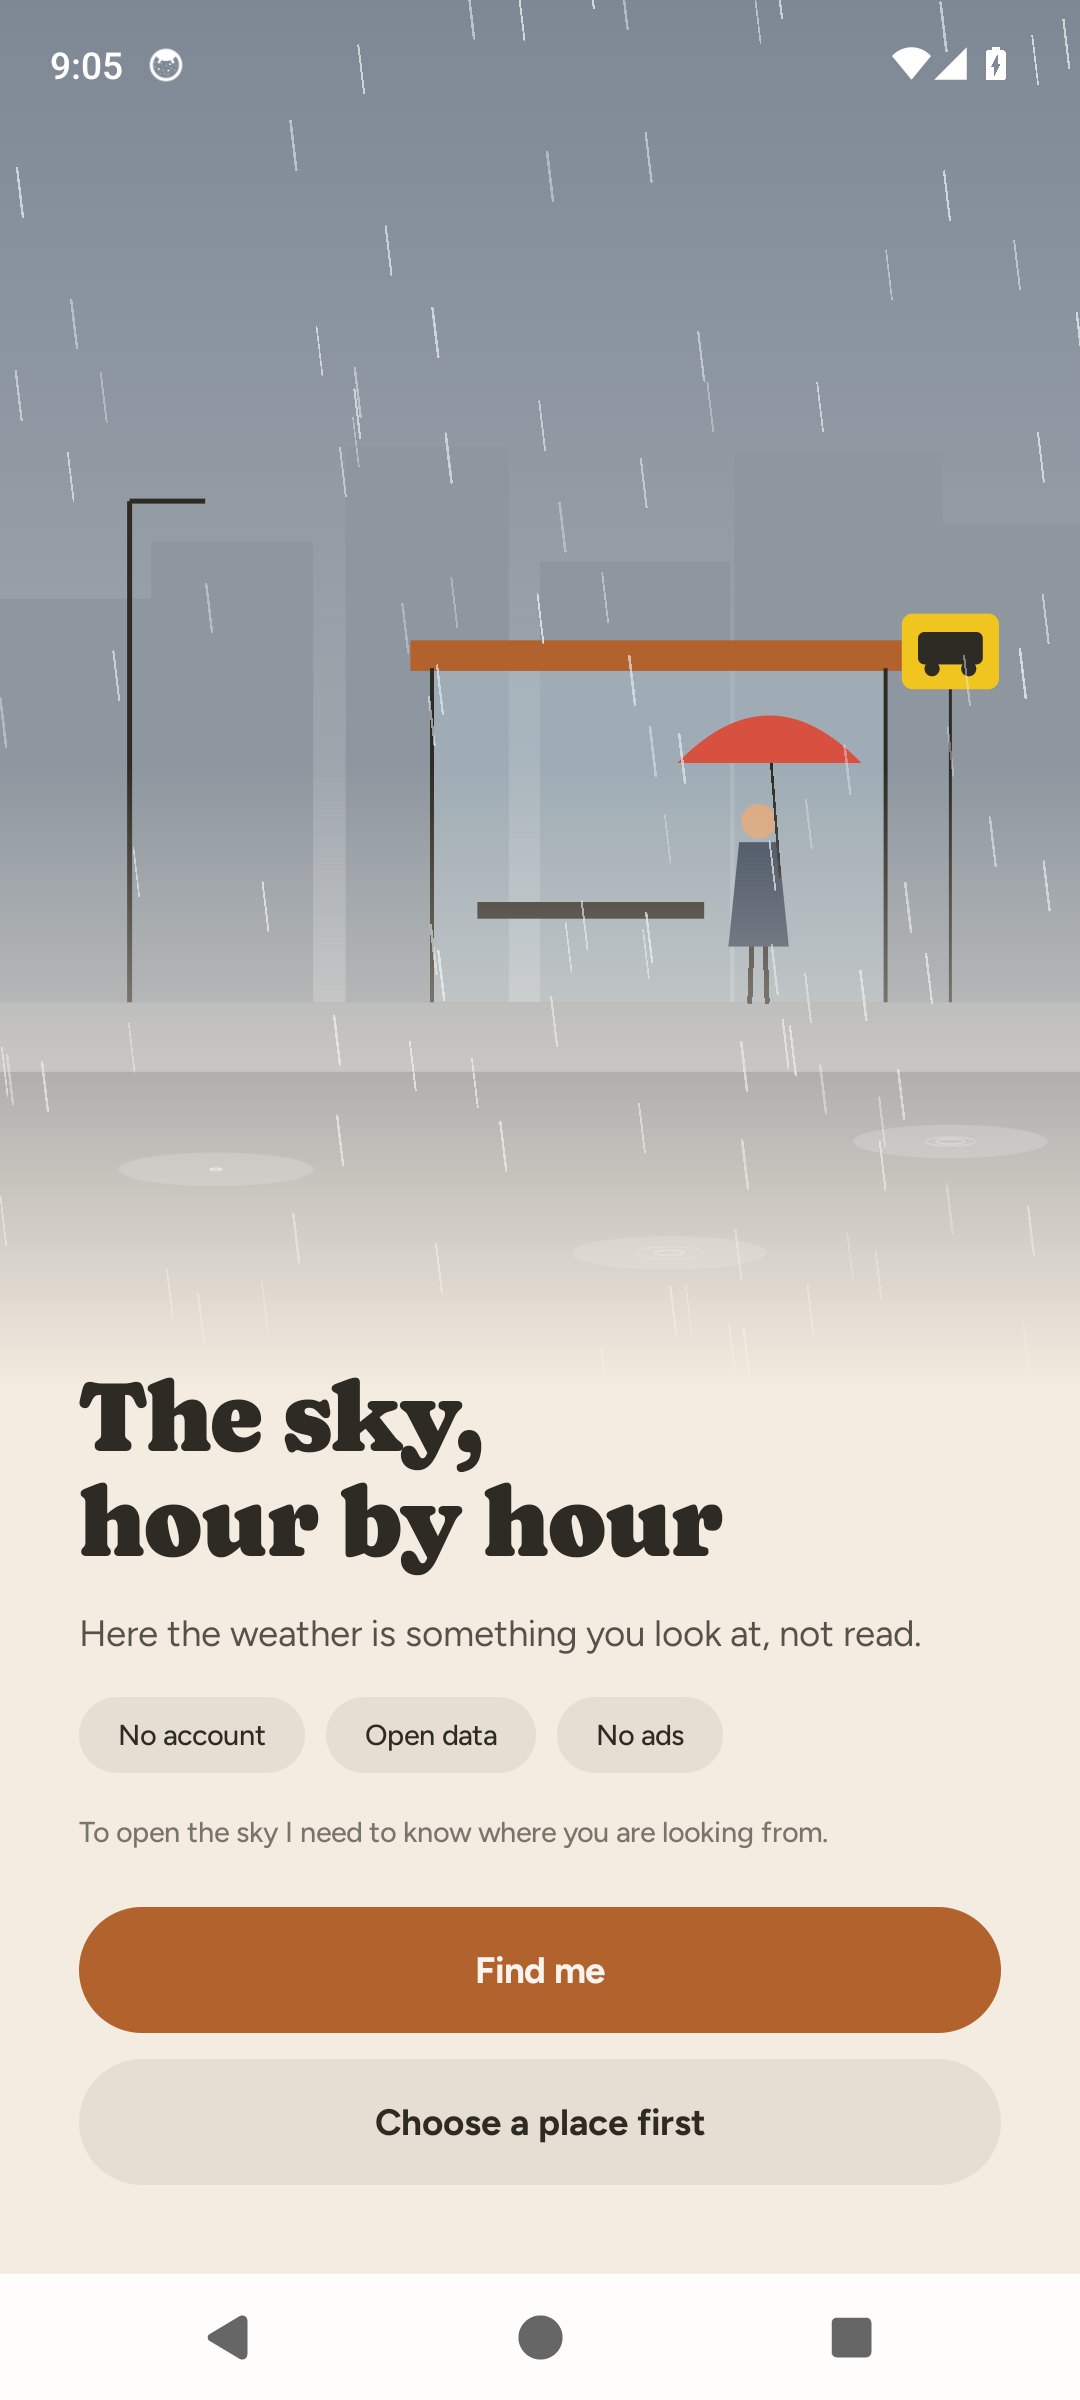 9:05
The sky,
hour by hour
Here the weather is something you look at, not read.
No account
Open data
No ads
To open the sky I need to know where you are looking from.
Find me
Choose a place first